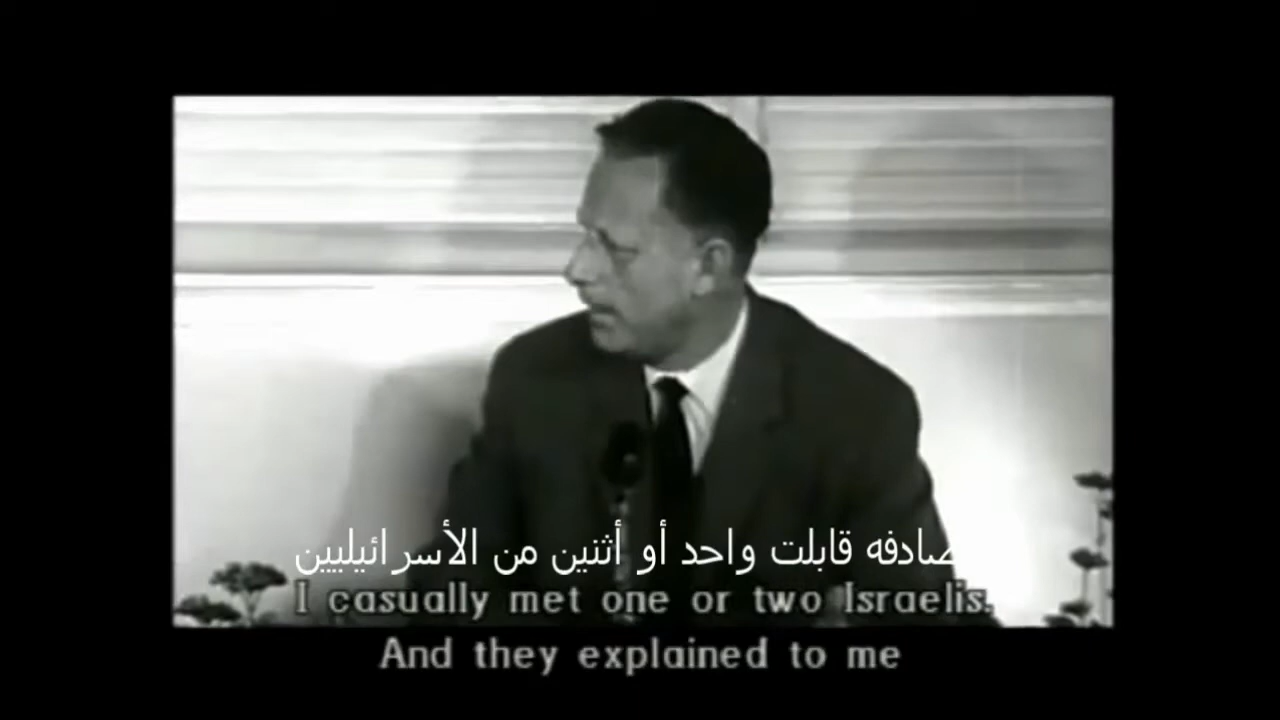 قابلت واحد أو أثنين من الأسرائيليين
I casually met one or two Israelis.
And they explained to me